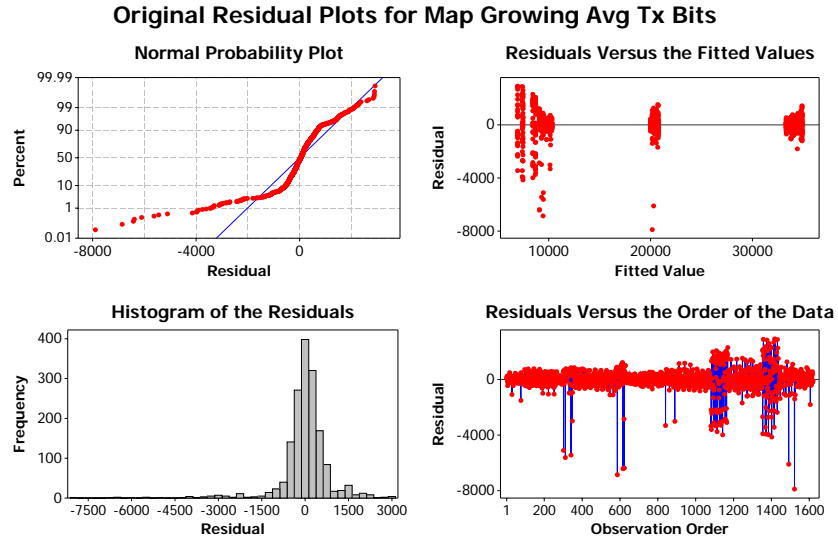 Original Residual Plots for Map Growing Avg Tx Bits
Normal Probability Plot
99.99
99
90
50
10
1
0.01
Percent
-8000 -4000 0
Residual
Residuals Versus the Fitted Values
0
-4000
-8000
Residual
10000 20000 30000
Fitted Value
Histogram of the Residuals
400
300
200
100
0
Frequency
-7500 -6000 -4500 -3000 -1500 0 1500 3000
Residual
Residuals Versus the Order of the Data
0
-4000
-8000
Residual
1 200 400 600 800 1000 1200 1400 1600
Observation Order